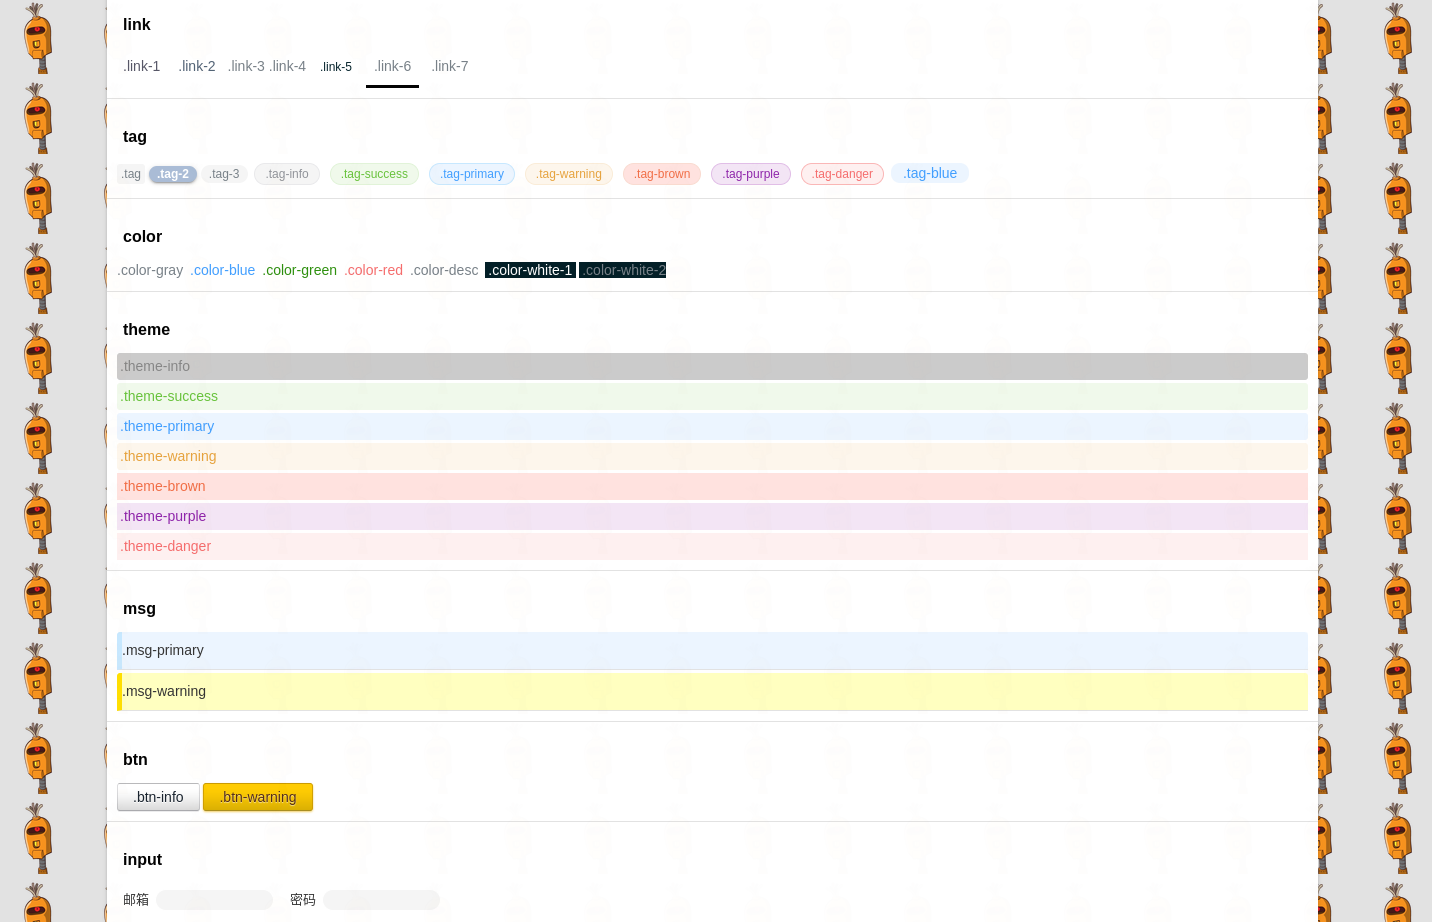 link
.link-1 .link-2 .link-3 .link-4 .link-5 .link-6 .link-7
tag
.tag .tag-2 .tag-3 .tag-info .tag-success .tag-primary .tag-warning .tag-brown .tag-purple .tag-danger .tag-blue
color
.color-gray .color-blue .color-green .color-red .color-desc .color-white-1 .color-white-2
theme
.theme-info
.theme-success
.theme-primary
.theme-warning
.theme-brown
.theme-purple
.theme-danger
msg
.msg-primary
.msg-warning
btn
.btn-info .btn-warning
input
邮箱 密码